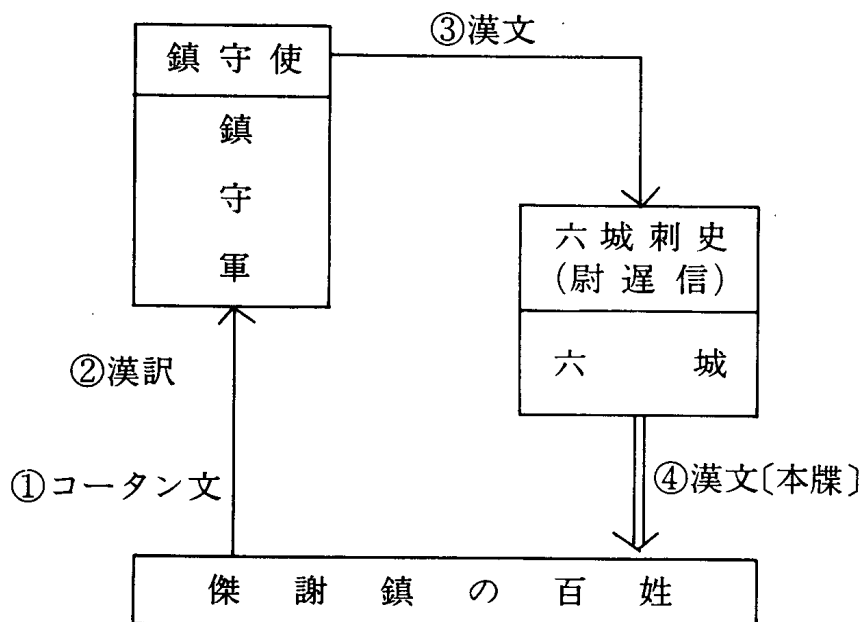 ③漢文
鎮守使
鎮
守
軍
六城刺史
(尉遅信)
六城
②漢訳
①コータン文
④漢文〔本牒〕
傑謝鎮の百姓